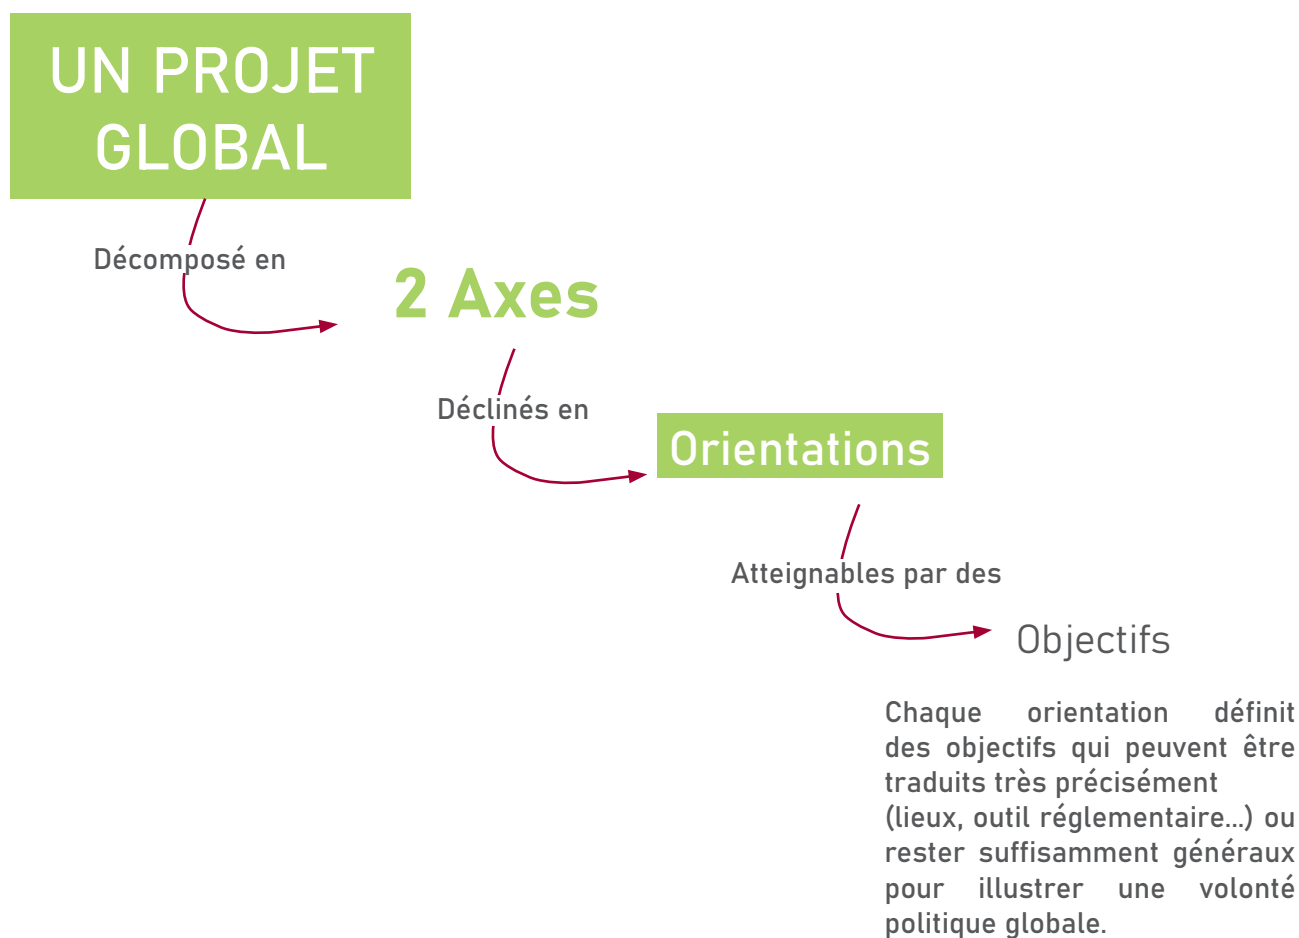 UN PROJET
GLOBAL
Décomposé en
2 Axes
Déclinés en
Orientations
Atteignables par des
Objectifs
Chaque orientation définit
des objectifs qui peuvent être
traduits très précisément
(lieux, outil réglementaire...) ou
rester suffisamment généraux
pour illustrer une volonté
politique globale.